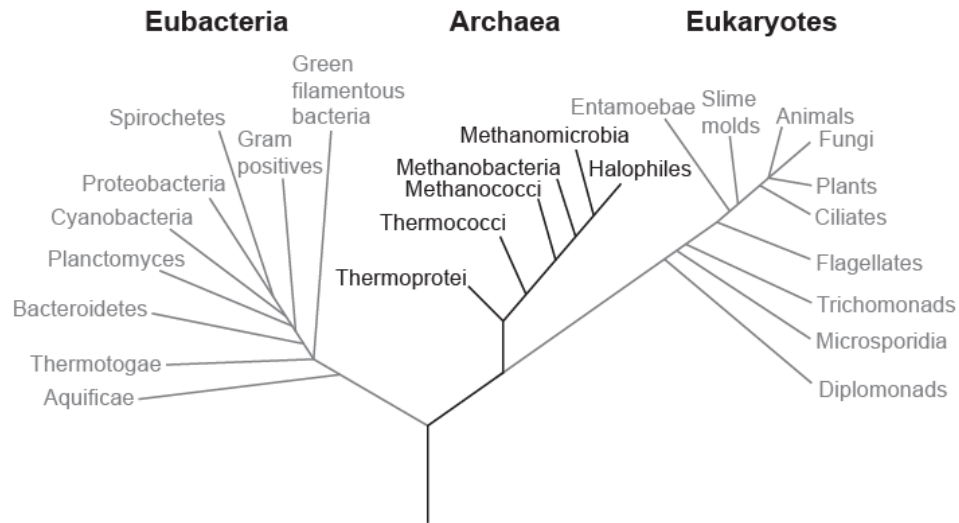 Eubacteria
Archaea
Eukaryotes
Green
filamentous
bacteria
Spirochetes
Gram
positives
Proteobacteria
Cyanobacteria
Planctomyces
Bacteroidetes
Thermotogae
Aquificae
Methanomicrobia
Methanobacteria
Halophiles
Methanococci
Thermococci
Thermoprotei
Entamoebae
Slime
molds
Animals
Fungi
Plants
Ciliates
Flagellates
Trichomonads
Microsporidia
Diplomonads